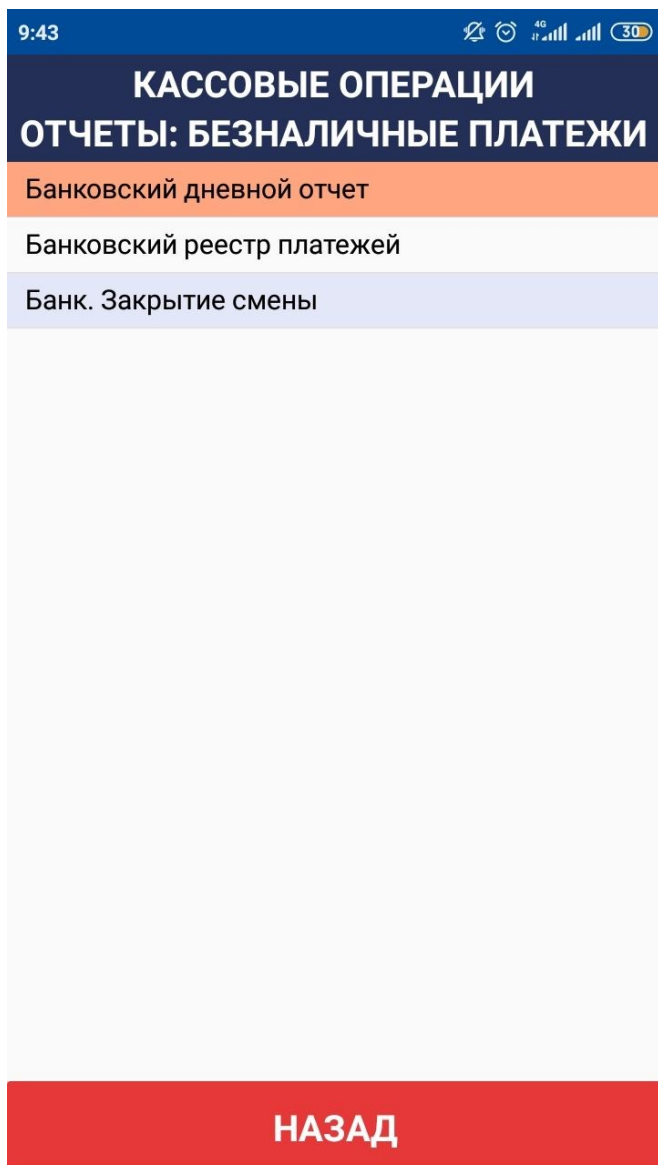 9:43
4G
30
КАССОВЫЕ ОПЕРАЦИИ
ОТЧЕТЫ: БЕЗНАЛИЧНЫЕ ПЛАТЕЖИ
Банковский дневной отчет
Банковский реестр платежей
Банк. Закрытие смены
НАЗАД